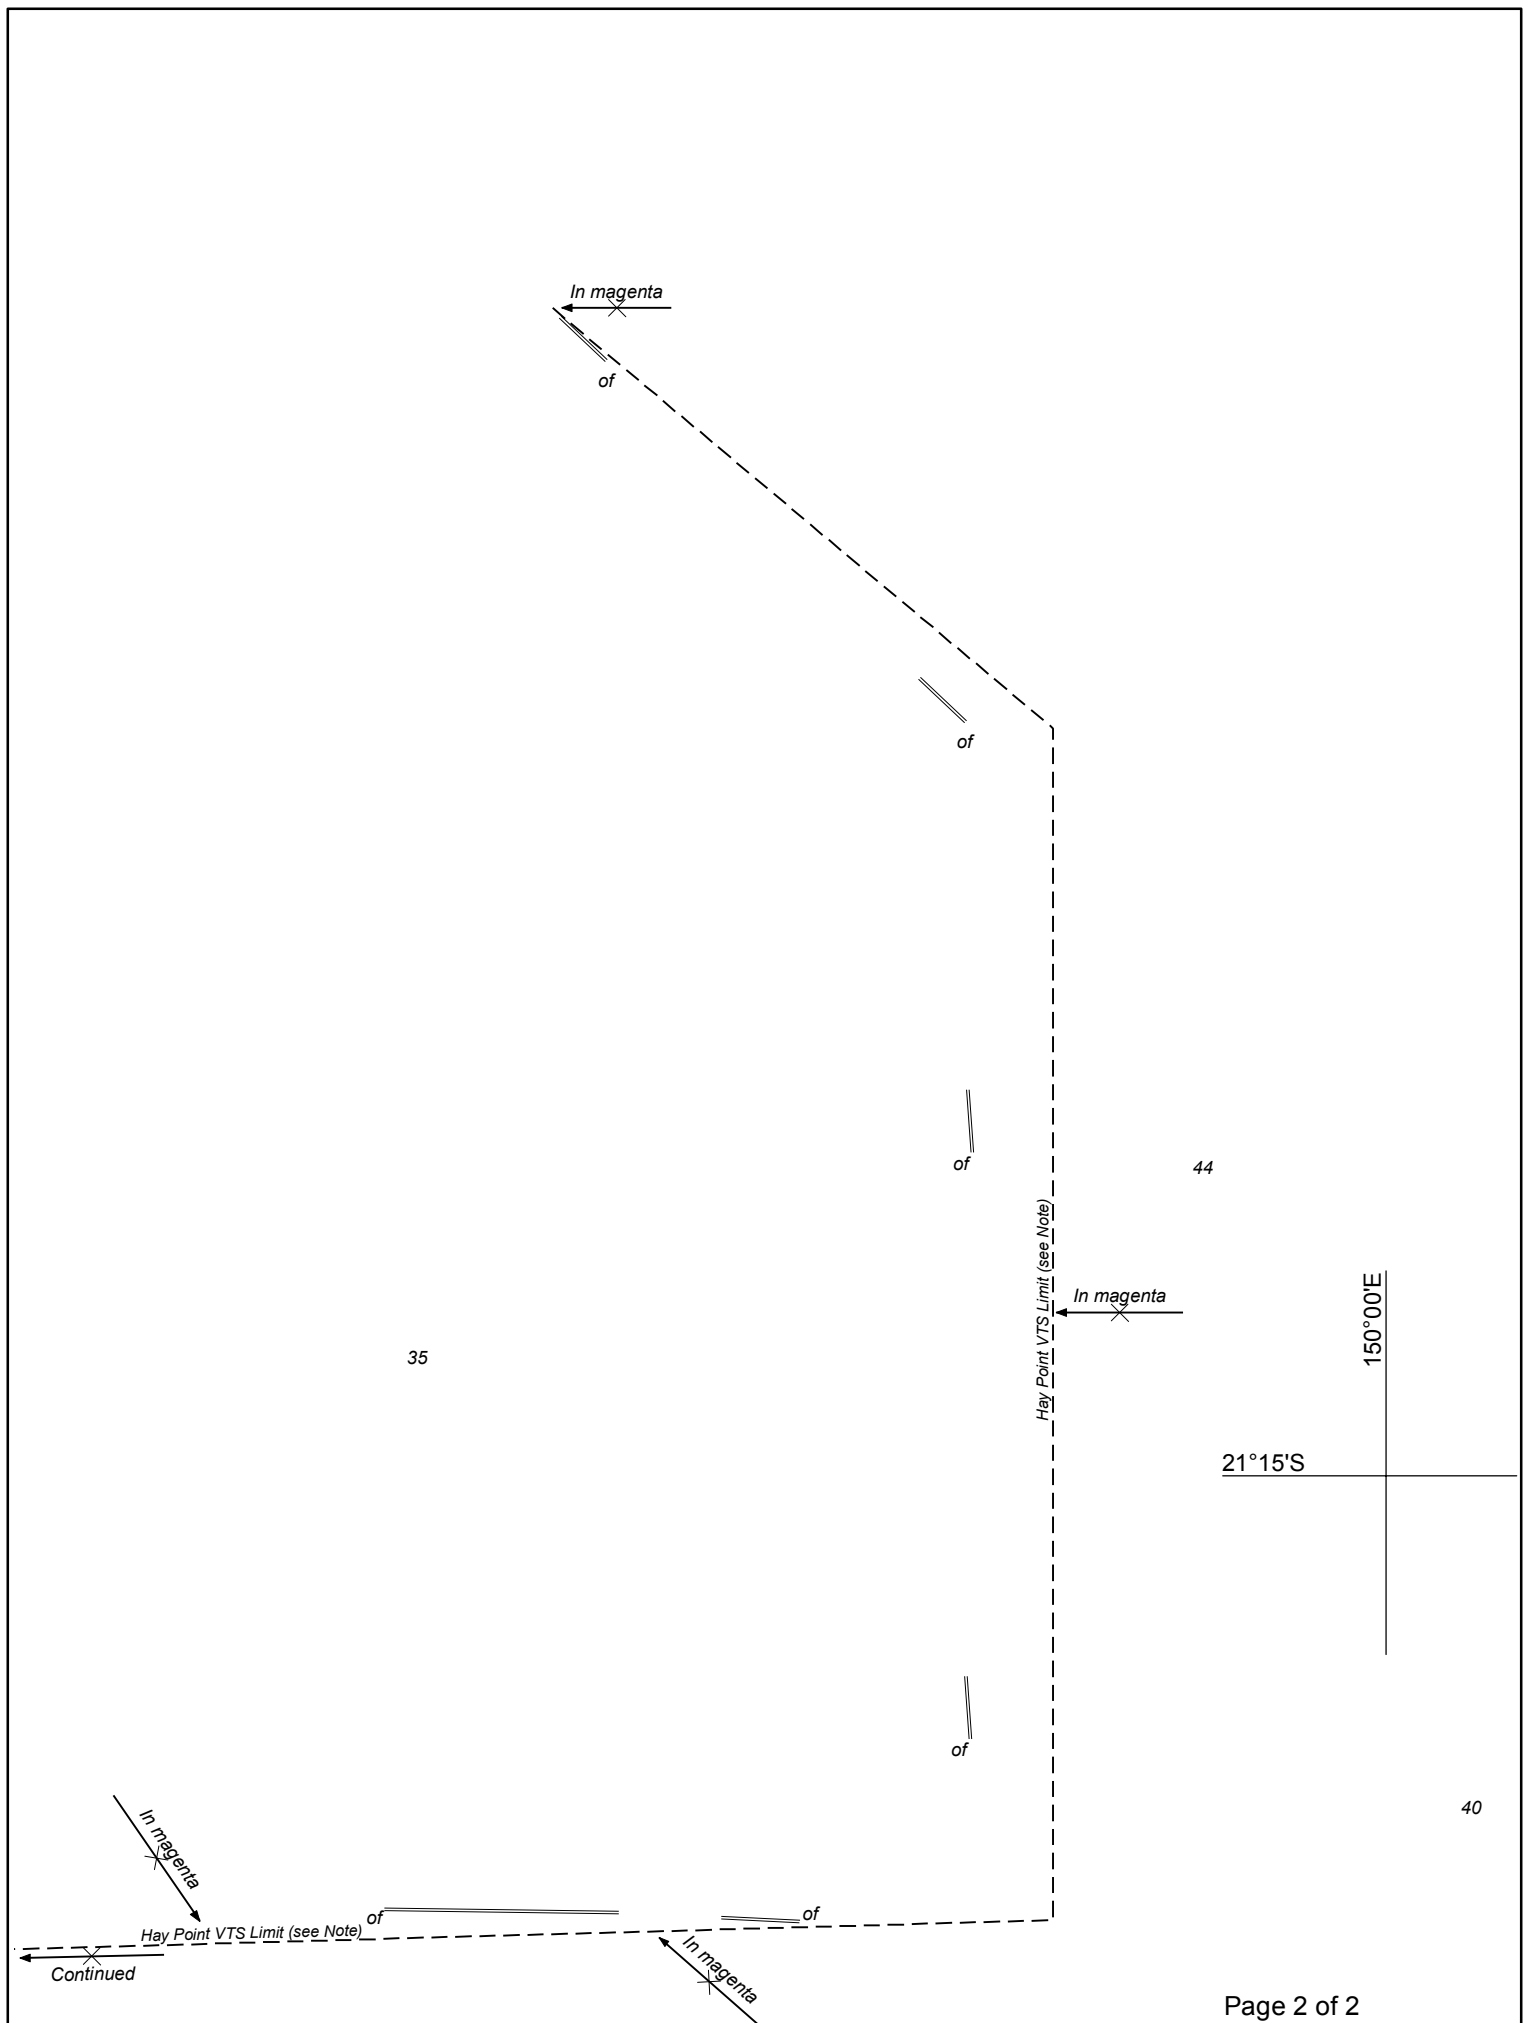 In magenta
of
of
of
44
Hay Point VTS Limit (see Note)
150°00'E
In magenta
35
21°15'S
of
In magenta
40
of
of
Hay Point VTS Limit (see Note)
In magenta
Continued
Page 2 of 2